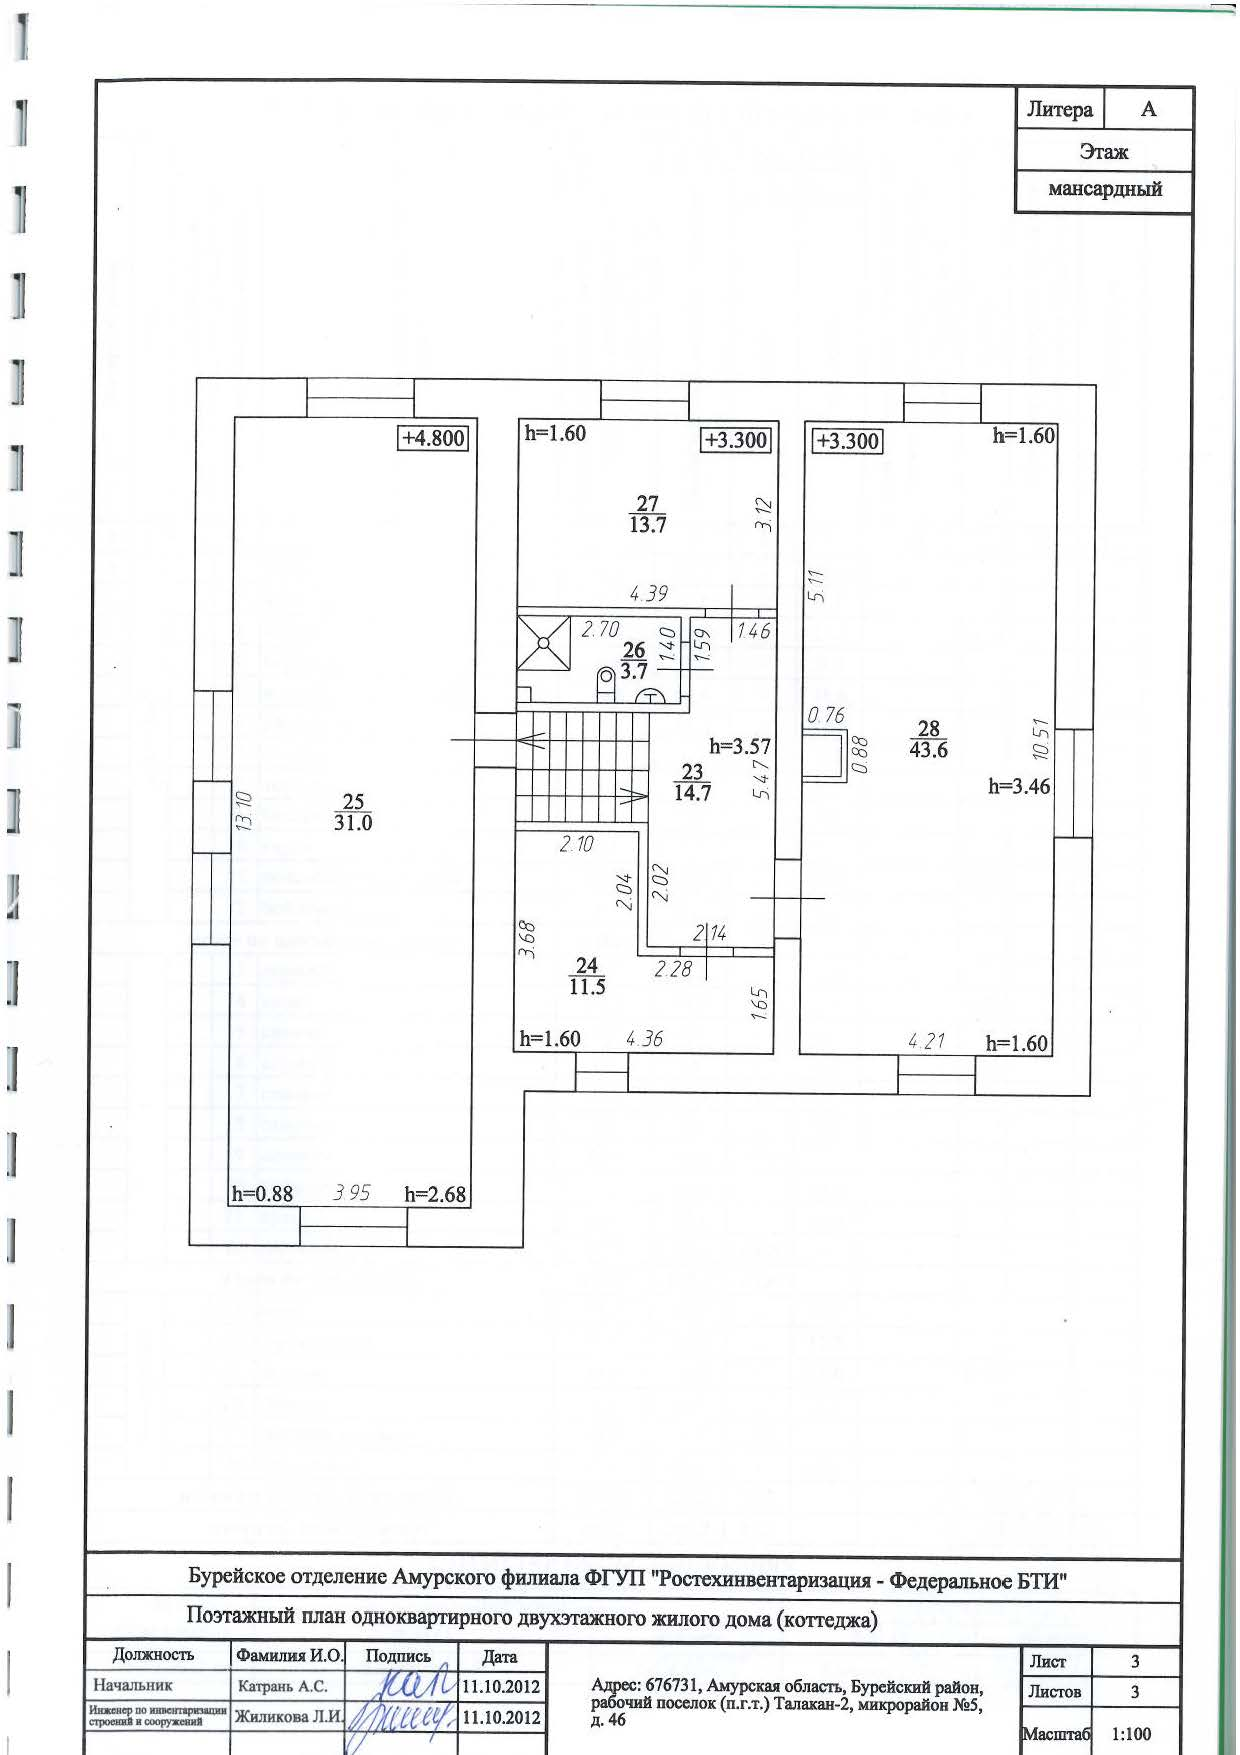 Литера А
Этаж
мансардный
+4.800
h=1.60
+3.300
+3.300
h=1.60
27
13.7
3.12
4.39
5.11
2.70
1.40
1.59
1.46
26
3.7
0.76
0.88
28
43.6
10.51
h=3.57
h=3.46
23
14.7
5.47
25
31.0
13.10
2.10
2.04
2.02
3.68
2.14
24
11.5
2.28
1.65
h=1.60
4.36
4.21
h=1.60
h=0.88
3.95
h=2.68
Бурейское отделение Амурского филиала ФГУП "Ростехинвентаризация - Федеральное БТИ"
Поэтажный план одноквартирного двухэтажного жилого дома (коттеджа)
Должность Фамилия И.О. Подпись Дата
Начальник Катрань А.С. 11.10.2012
Инженер по инвентаризации
строений и сооружений Жиликова Л.И. 11.10.2012
Адрес: 676731, Амурская область, Бурейский район,
рабочий поселок (п.г.т.) Талакан-2, микрорайон №5,
д. 46
Лист 3
Листов 3
Масштаб 1:100